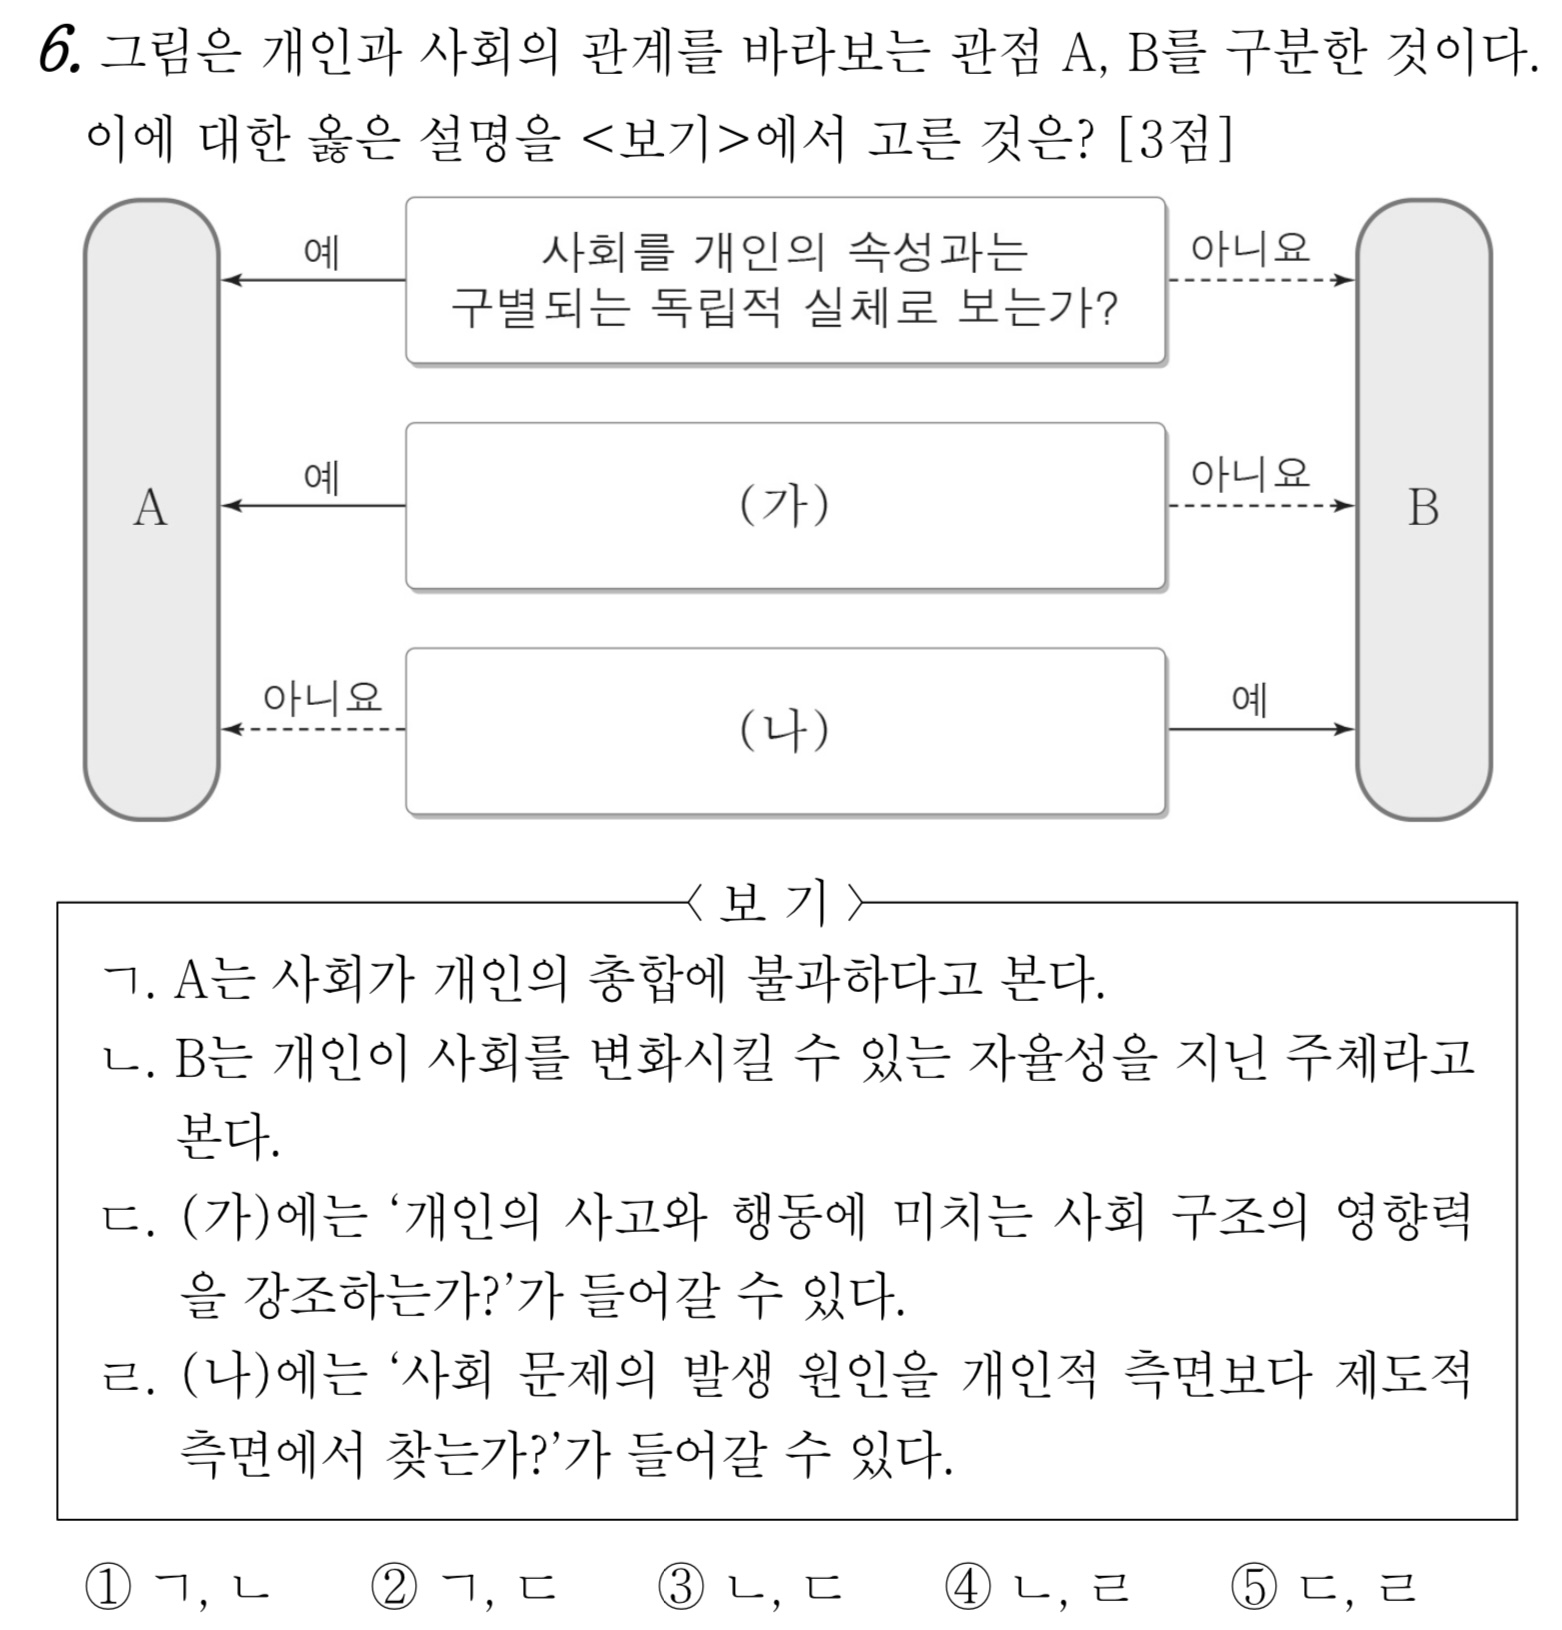 6. 그림은 개인과 사회의 관계를 바라보는 관점 A, B를 구분한 것이다.
이에 대한 옳은 설명을 <보기>에서 고른 것은? [3점]
예
사회를 개인의 속성과는
구별되는 독립적 실체로 보는가?
아니요
예
(가)
아니요
A
B
아니요
(나)
예
〈보 기〉
ㄱ. A는 사회가 개인의 총합에 불과하다고 본다.
ㄴ. B는 개인이 사회를 변화시킬 수 있는 자율성을 지닌 주체라고
본다.
ㄷ. (가)에는 ‘개인의 사고와 행동에 미치는 사회 구조의 영향력
을 강조하는가?’가 들어갈 수 있다.
ㄹ. (나)에는 ‘사회 문제의 발생 원인을 개인적 측면보다 제도적
측면에서 찾는가?’가 들어갈 수 있다.
① ㄱ, ㄴ ② ㄱ, ㄷ ③ ㄴ, ㄷ ④ ㄴ, ㄹ ⑤ ㄷ, ㄹ